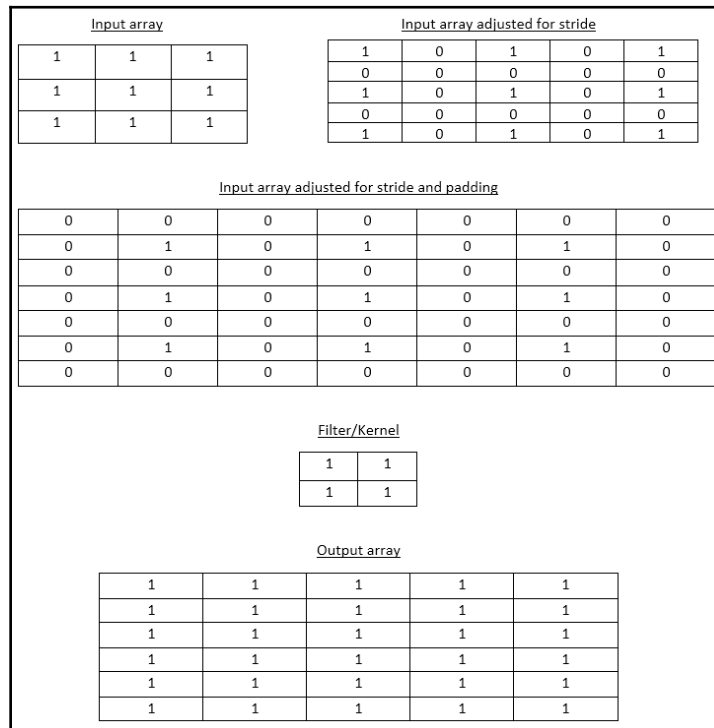 Input array
1 1 1
1 1 1
1 1 1
Input array adjusted for stride
1 0 1 0 1
0 0 0 0 0
1 0 1 0 1
0 0 0 0 0
1 0 1 0 1
Input array adjusted for stride and padding
0 0 0 0 0 0 0
0 1 0 1 0 1 0
0 0 0 0 0 0 0
0 1 0 1 0 1 0
0 0 0 0 0 0 0
0 1 0 1 0 1 0
0 0 0 0 0 0 0
Filter/Kernel
1 1
1 1
Output array
1 1 1 1 1
1 1 1 1 1
1 1 1 1 1
1 1 1 1 1
1 1 1 1 1
1 1 1 1 1